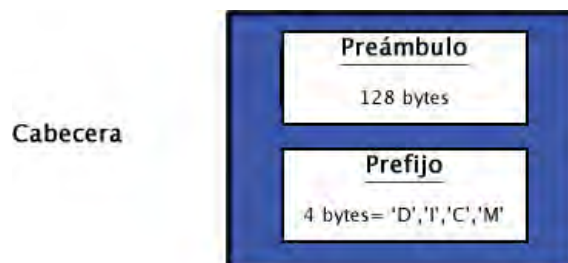 Preámbulo
128 bytes
Cabecera
Prefijo
4 bytes= 'D','I','C','M'